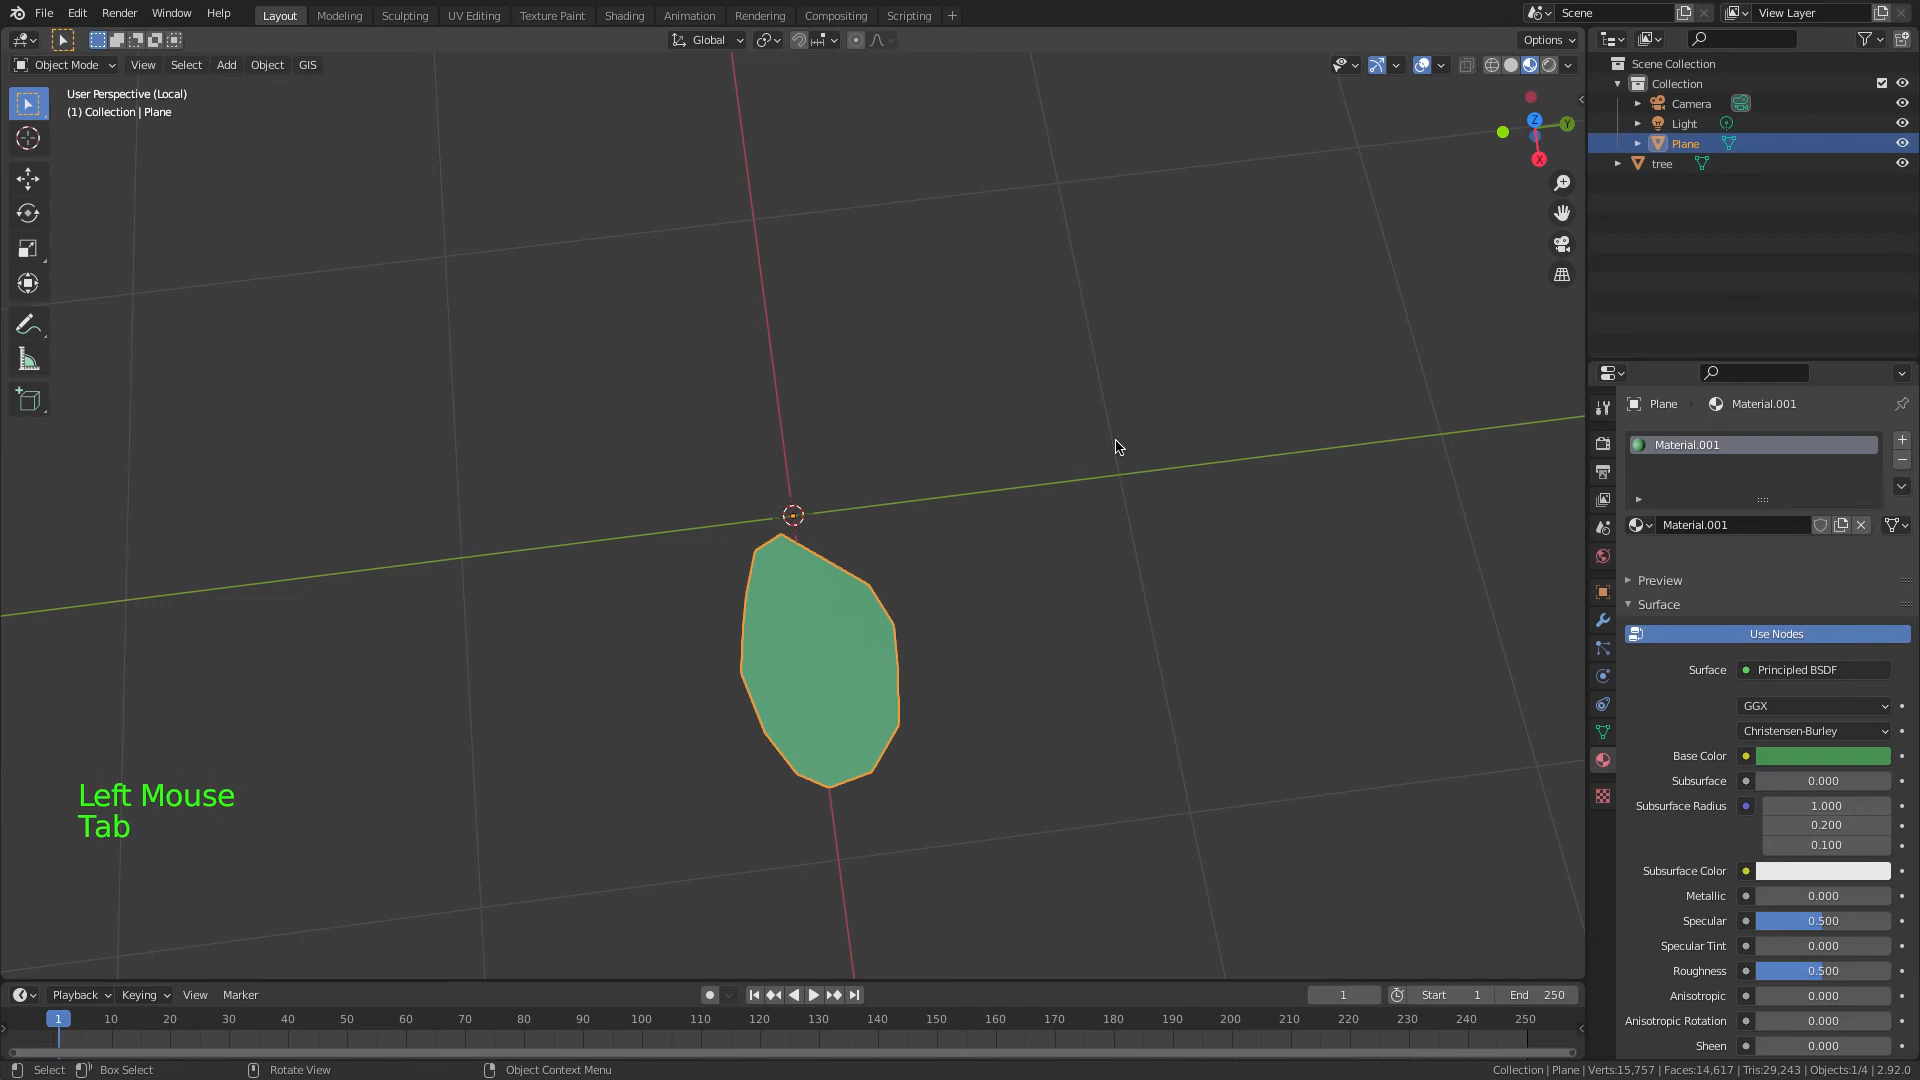 File Edit Render Window Help
Layout Modeling Sculpting UV Editing Texture Paint Shading Animation Rendering Compositing Scripting +
Scene
View Layer
Global
Options
Object Mode View Select Add Object GIS
User Perspective (Local)
(1) Collection | Plane
Z
Y
X
Scene Collection
Collection
Camera
Light
Plane
tree
Plane
Material.001
Material.001
Material.001
Preview
Surface
Use Nodes
Surface Principled BSDF
GGX
Christensen-Burley
Base Color
Subsurface 0.000
Subsurface Radius 1.000
0.200
0.100
Subsurface Color
Metallic 0.000
Specular 0.500
Specular Tint 0.000
Roughness 0.500
Anisotropic 0.000
Anisotropic Rotation 0.000
Sheen 0.000
Left Mouse
Tab
Playback Keying View Marker
1
Start 1 End 250
1 10 20 30 40 50 60 70 80 90 100 110 120 130 140 150 160 170 180 190 200 210 220 230 240 250
Select Box Select Rotate View Object Context Menu
Collection | Plane | Verts:15,757 | Faces:14,617 | Tris:29,243 | Objects:1/4 | 2.92.0